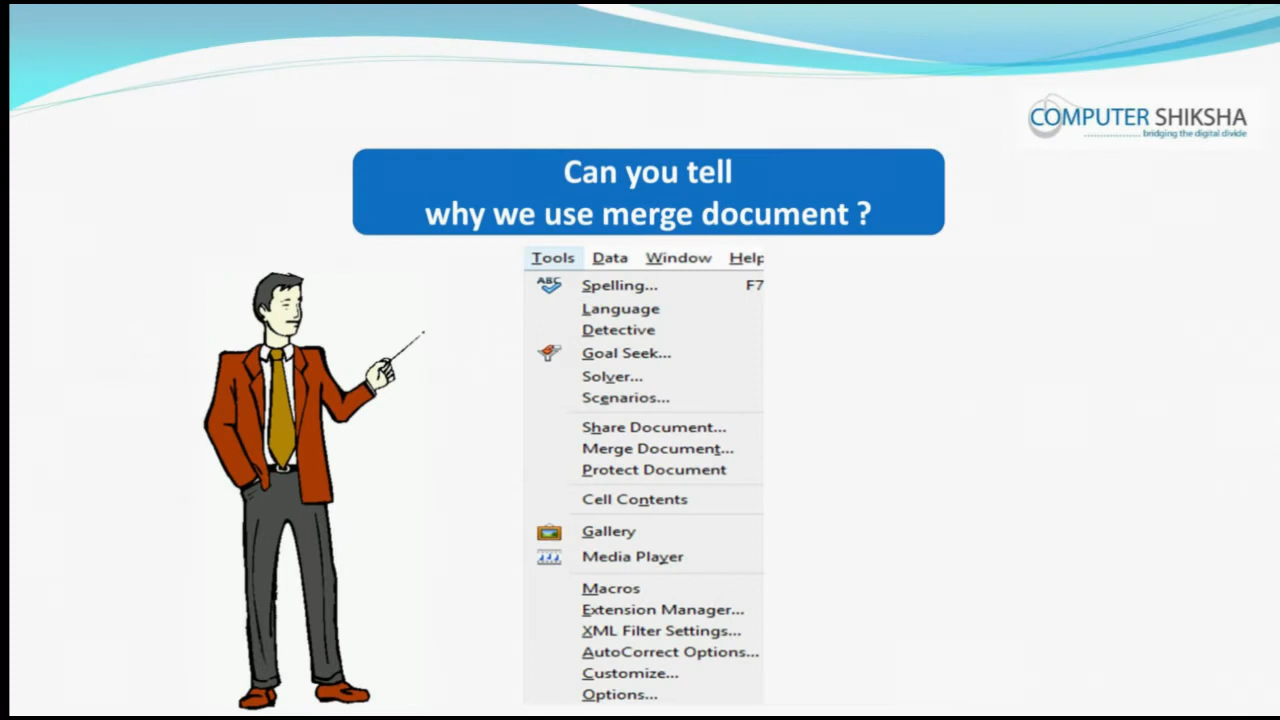 COMPUTER SHIKSHA
bridging the digital divide
Can you tell
why we use merge document ?
Tools Data Window Help
ABC Spelling... F7
Language
Detective
Goal Seek...
Solver...
Scenarios...
Share Document...
Merge Document...
Protect Document
Cell Contents
Gallery
Media Player
Macros
Extension Manager...
XML Filter Settings...
AutoCorrect Options...
Customize...
Options...